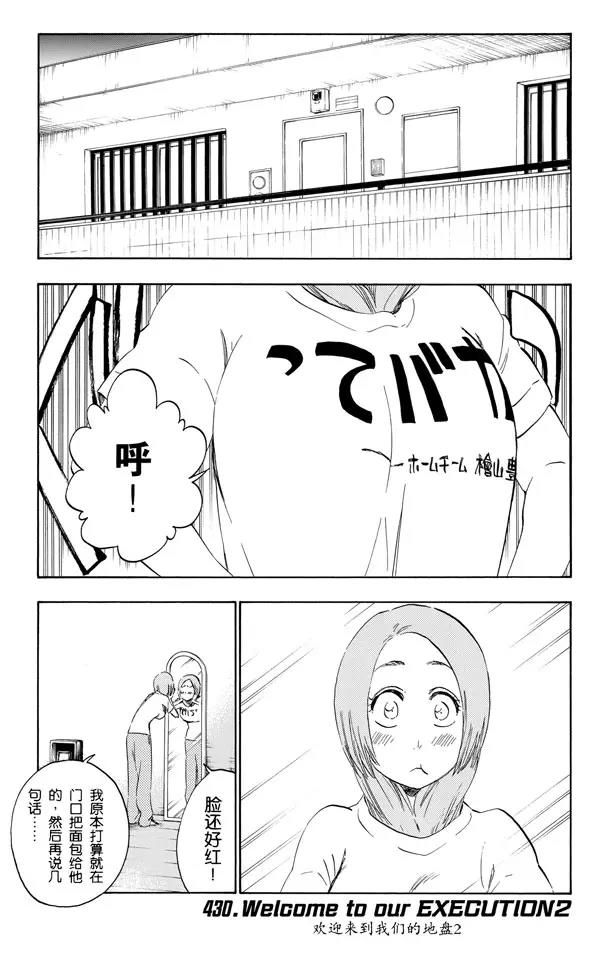 ってバカ
ホームチーム 檜山豊
呼！
脸还好红！
我原本打算就在
门口把面包给他
的，然后再说几
句话……
430.Welcome to our EXECUTION2
欢迎来到我们的地盘2